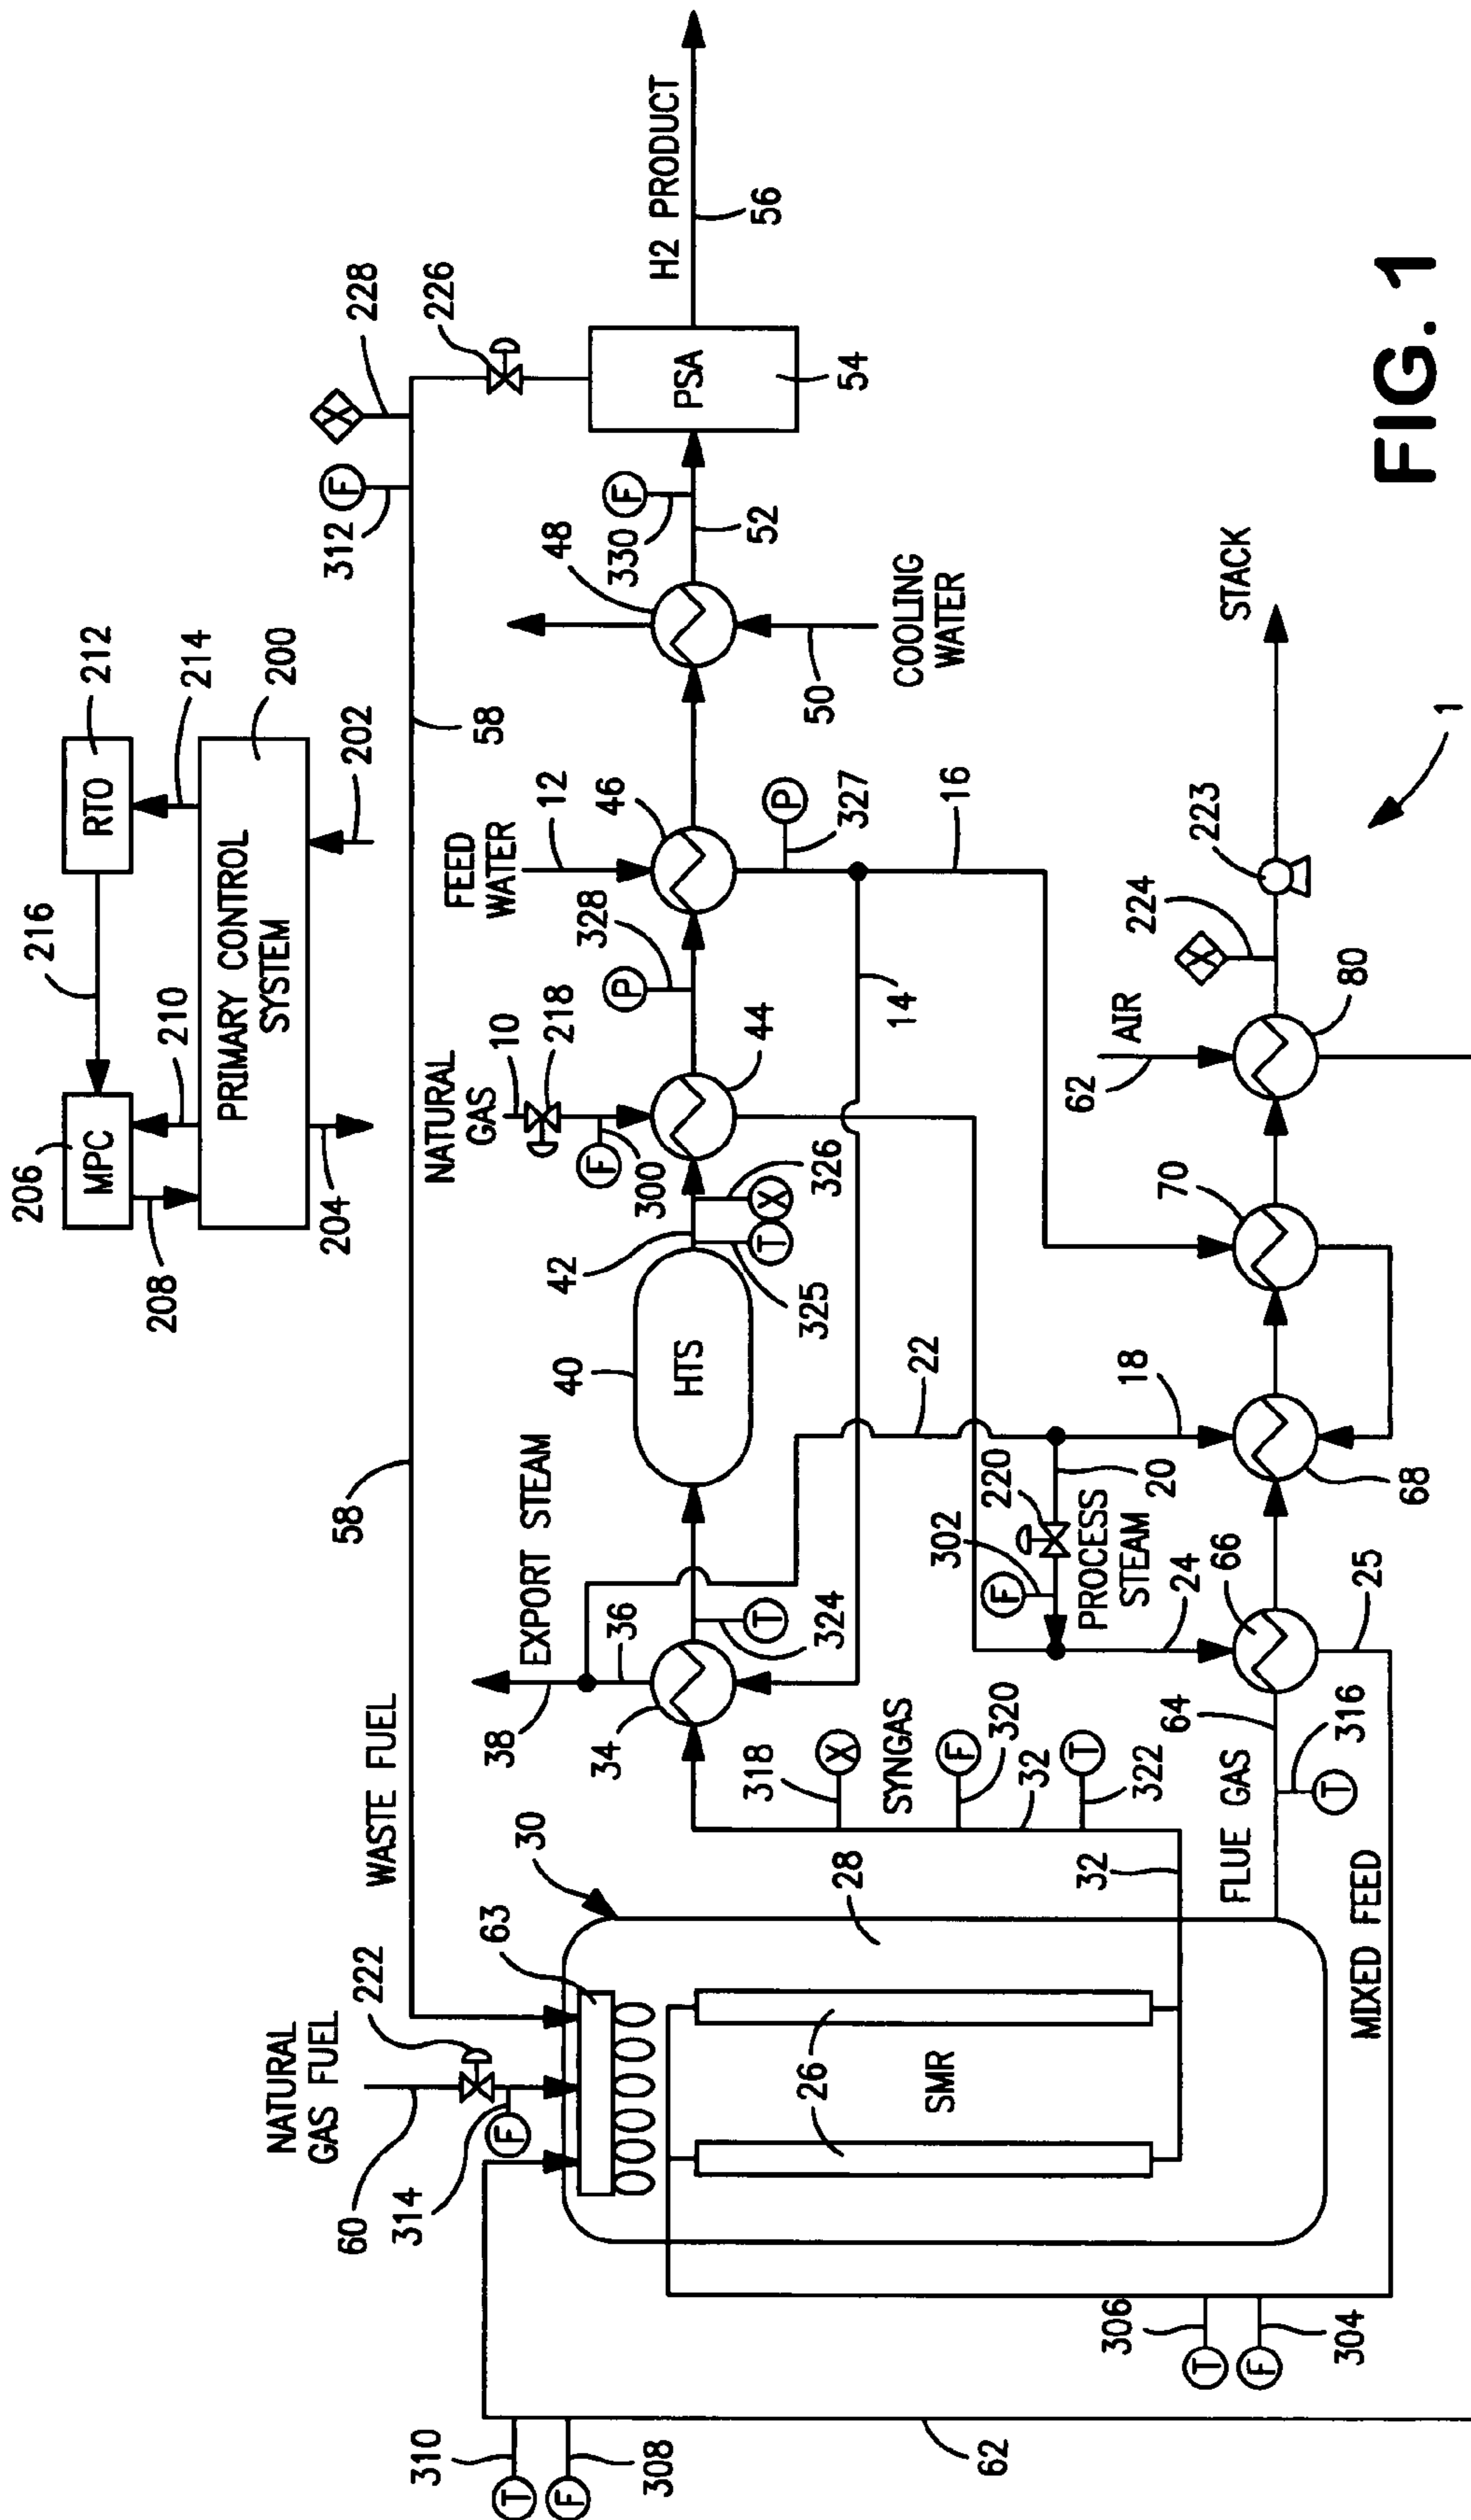 206
MPC
208
210
216
RTO
212
214
PRIMARY CONTROL
SYSTEM
200
204
202
NATURAL
GAS FUEL
222
60
314
F
63
WASTE FUEL
58
58
312
F
X
228
226
310
T
308
F
62
30
28
26
SMR
38
EXPORT STEAM
36
34
324
T
40
HTS
42
325
T
X
326
NATURAL
GAS
10
218
F
300
44
P
328
FEED
WATER
12
46
P
327
48
50
COOLING
WATER
330
F
52
PSA
54
H2 PRODUCT
56
318
X
SYNGAS
F
320
32
T
322
32
22
14
16
302
F
220
PROCESS
STEAM
20
18
24
66
25
68
70
FLUE GAS
64
316
T
MIXED FEED
306
T
F
304
62
AIR
80
224
X
223
STACK
1
FIG. 1